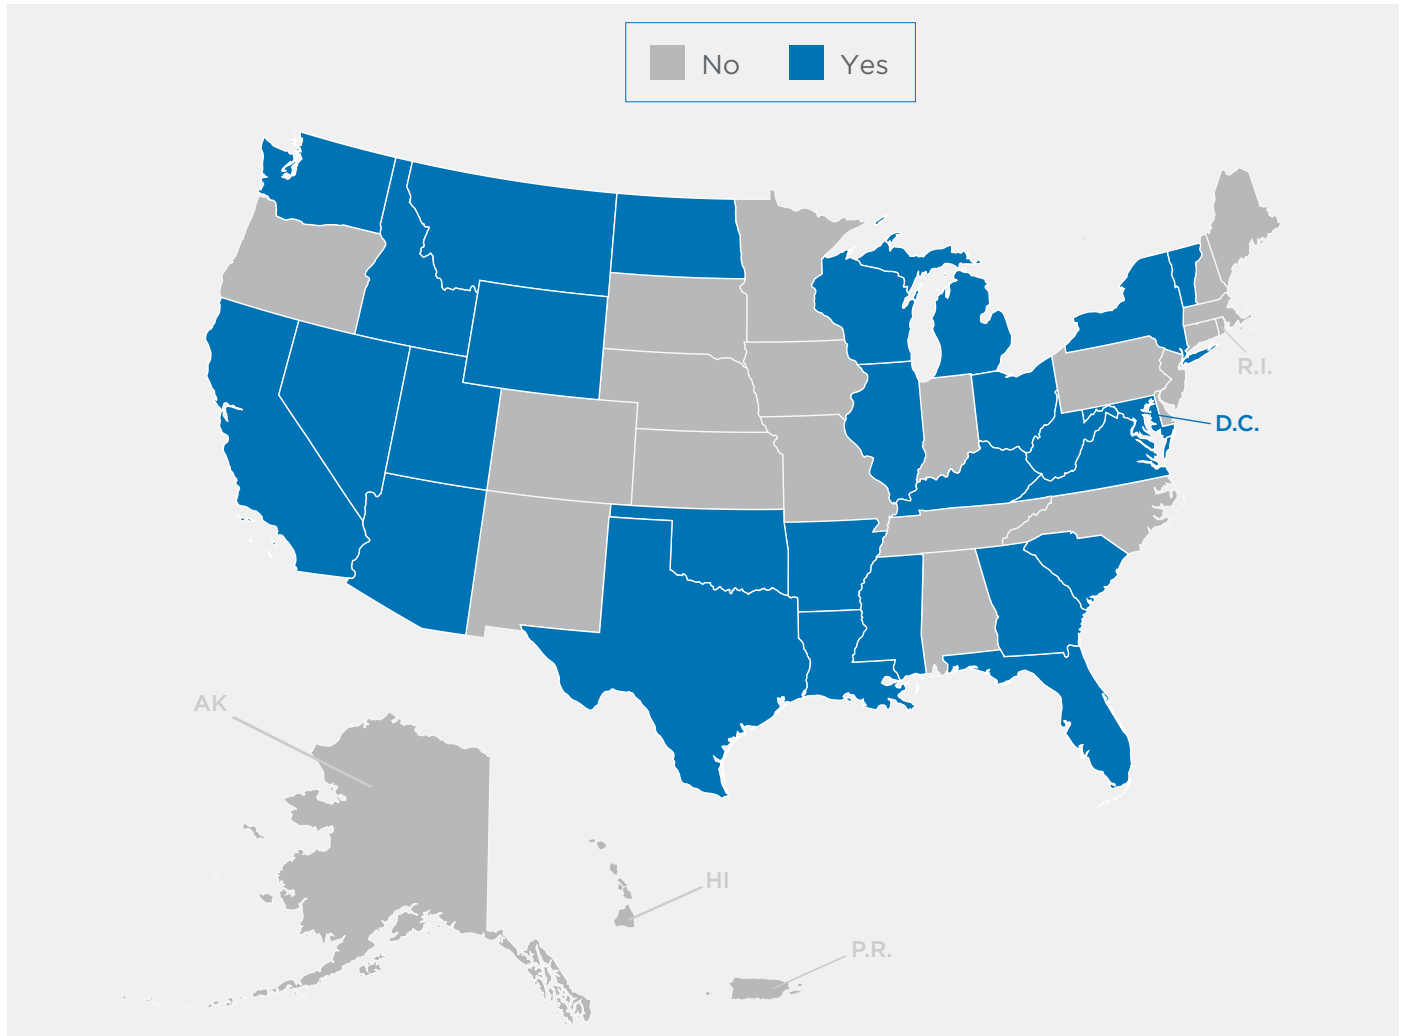 No
Yes
R.I.
D.C.
AK
HI
P.R.